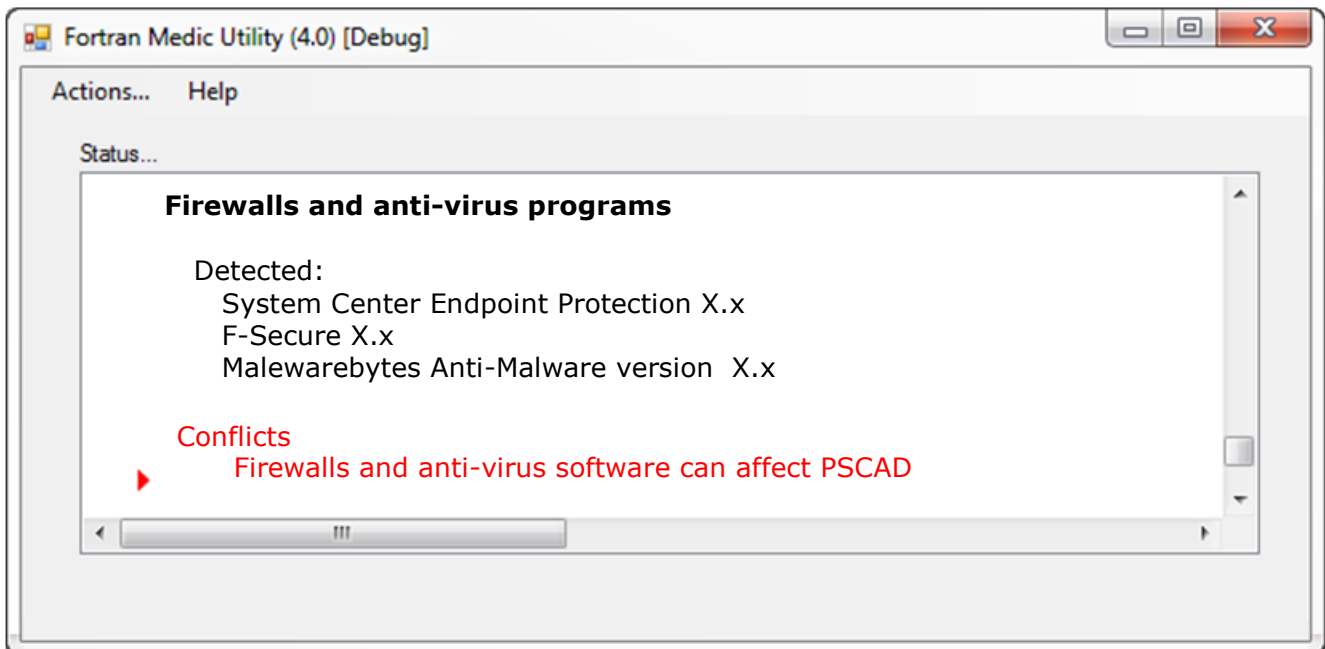 Fortran Medic Utility (4.0) [Debug]
Actions... Help
Status...
Firewalls and anti-virus programs
Detected:
System Center Endpoint Protection X.x
F-Secure X.x
Malewarebytes Anti-Malware version  X.x
Conflicts
Firewalls and anti-virus software can affect PSCAD